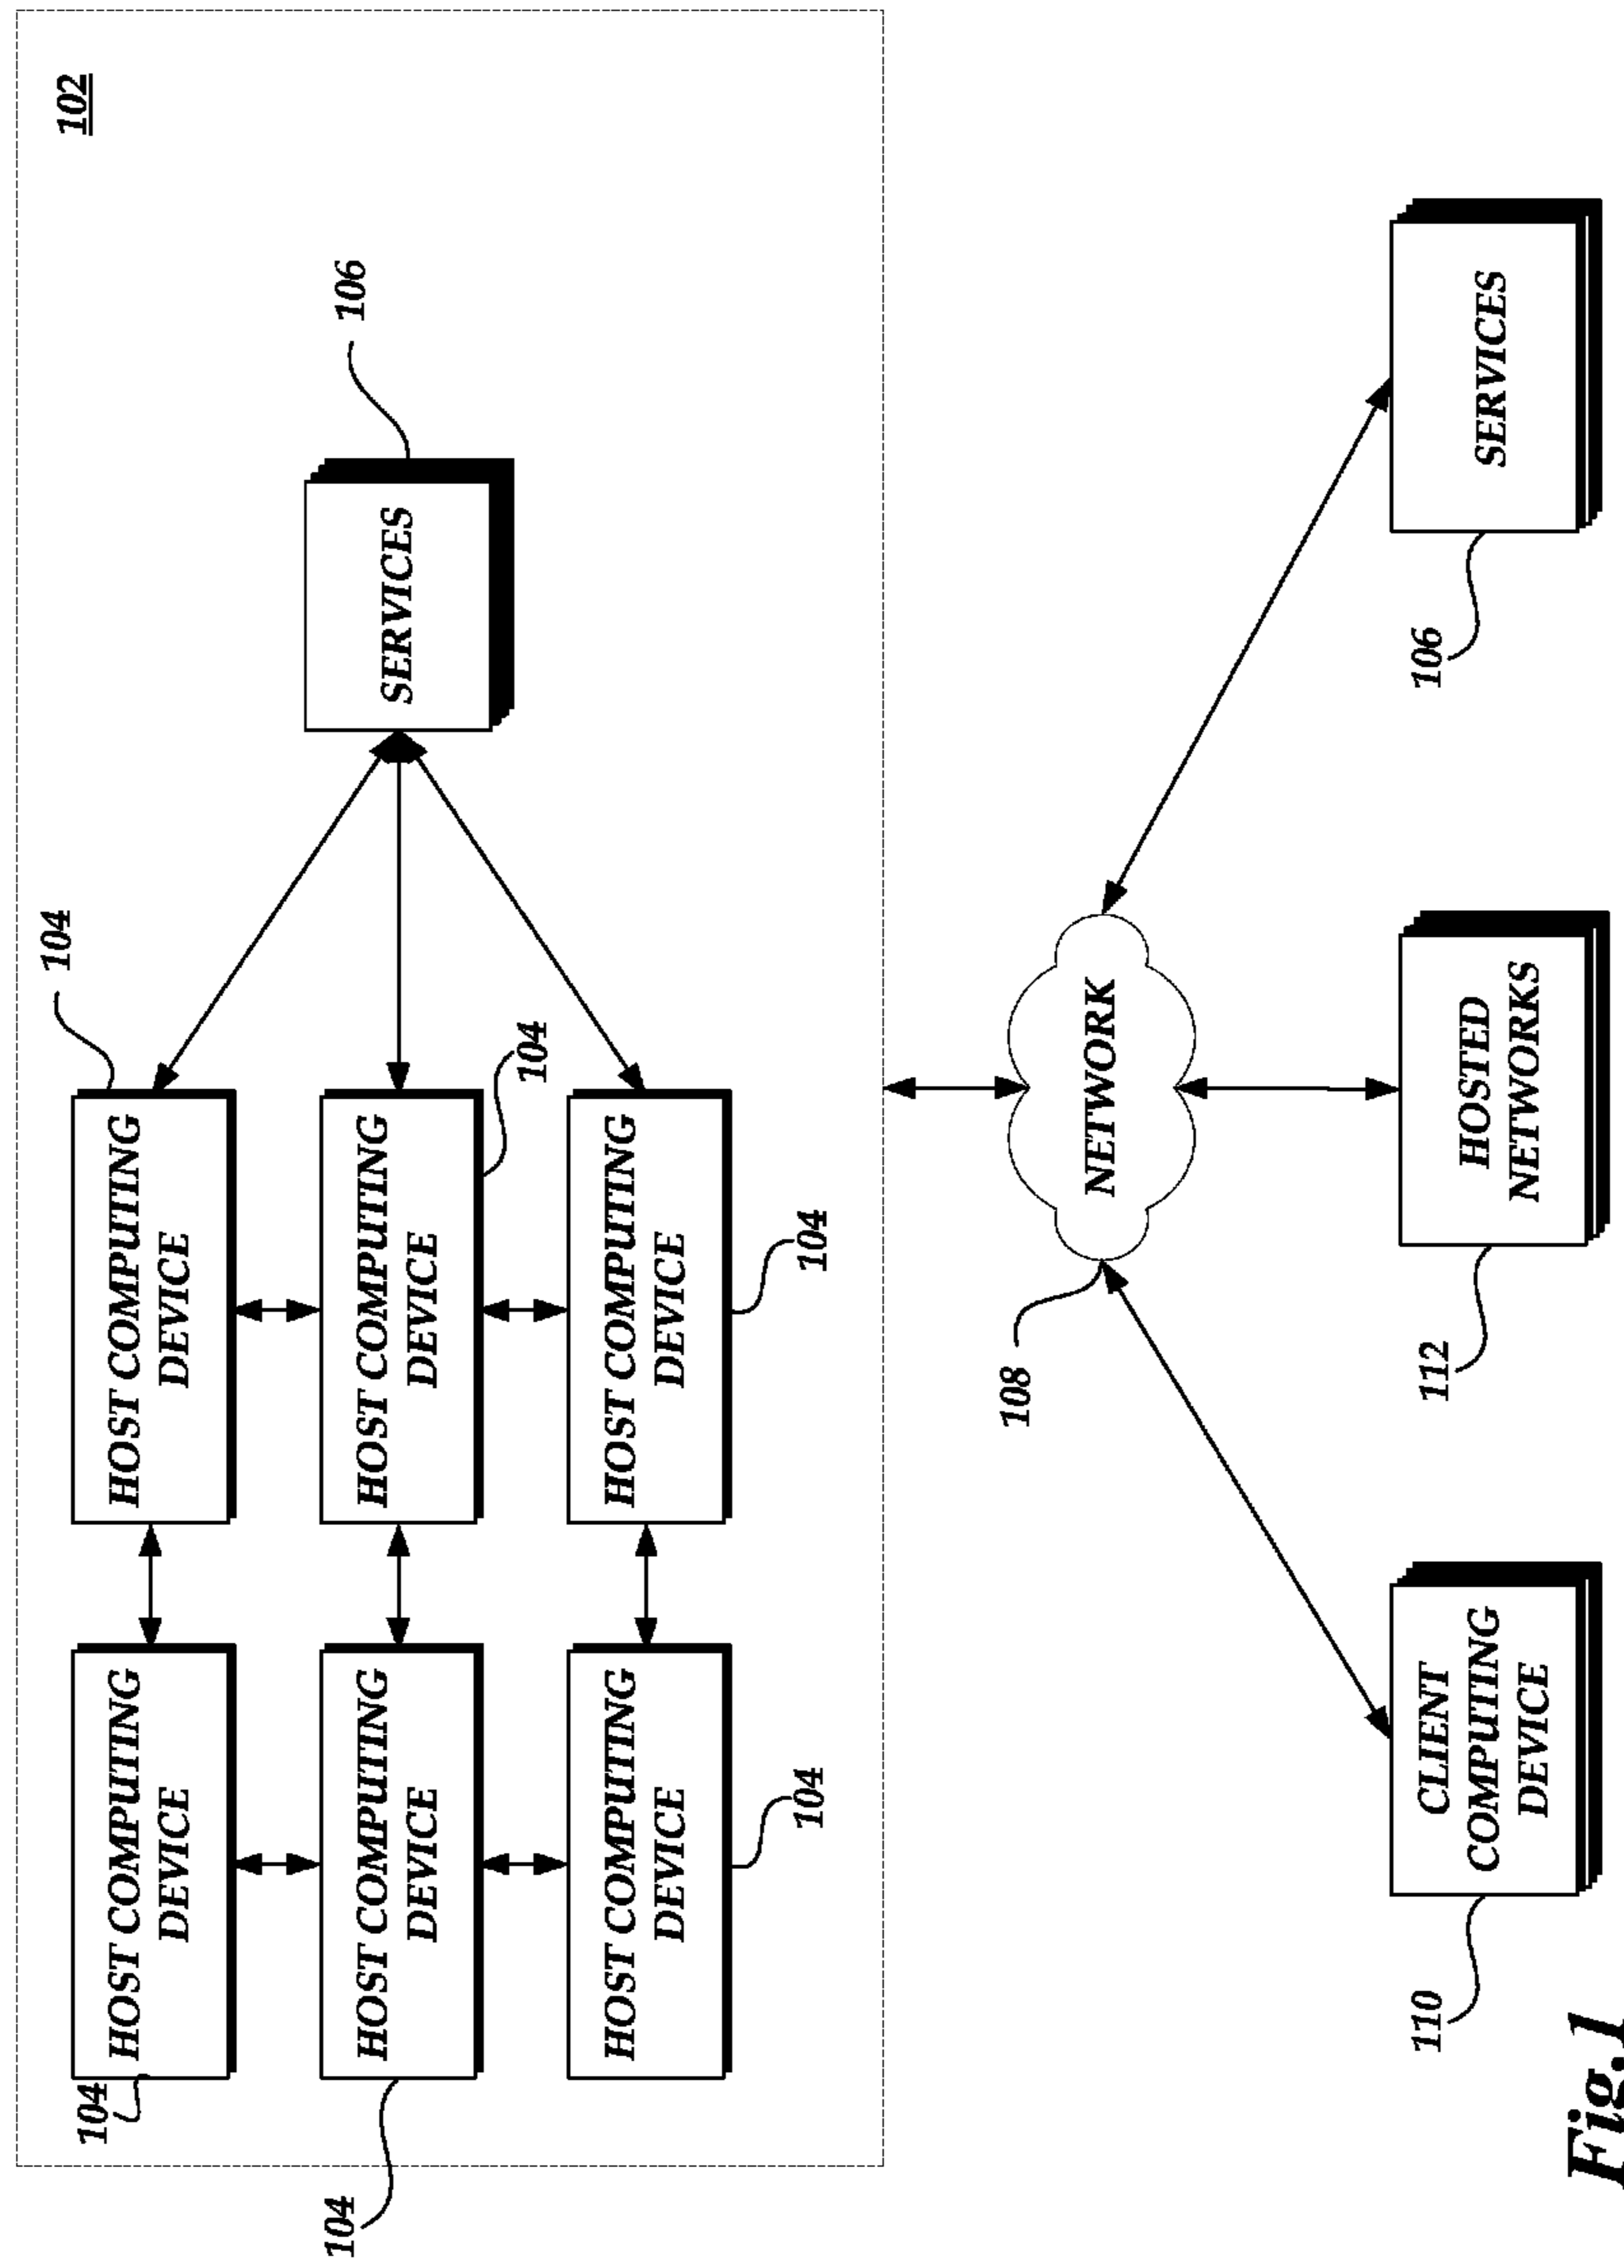 102
104
104
HOST COMPUTING
DEVICE
HOST COMPUTING
DEVICE
104
106
HOST COMPUTING
DEVICE
HOST COMPUTING
DEVICE
SERVICES
104
HOST COMPUTING
DEVICE
HOST COMPUTING
DEVICE
104
104
108
NETWORK
110
CLIENT
COMPUTING
DEVICE
112
HOSTED
NETWORKS
106
SERVICES
Fig.1